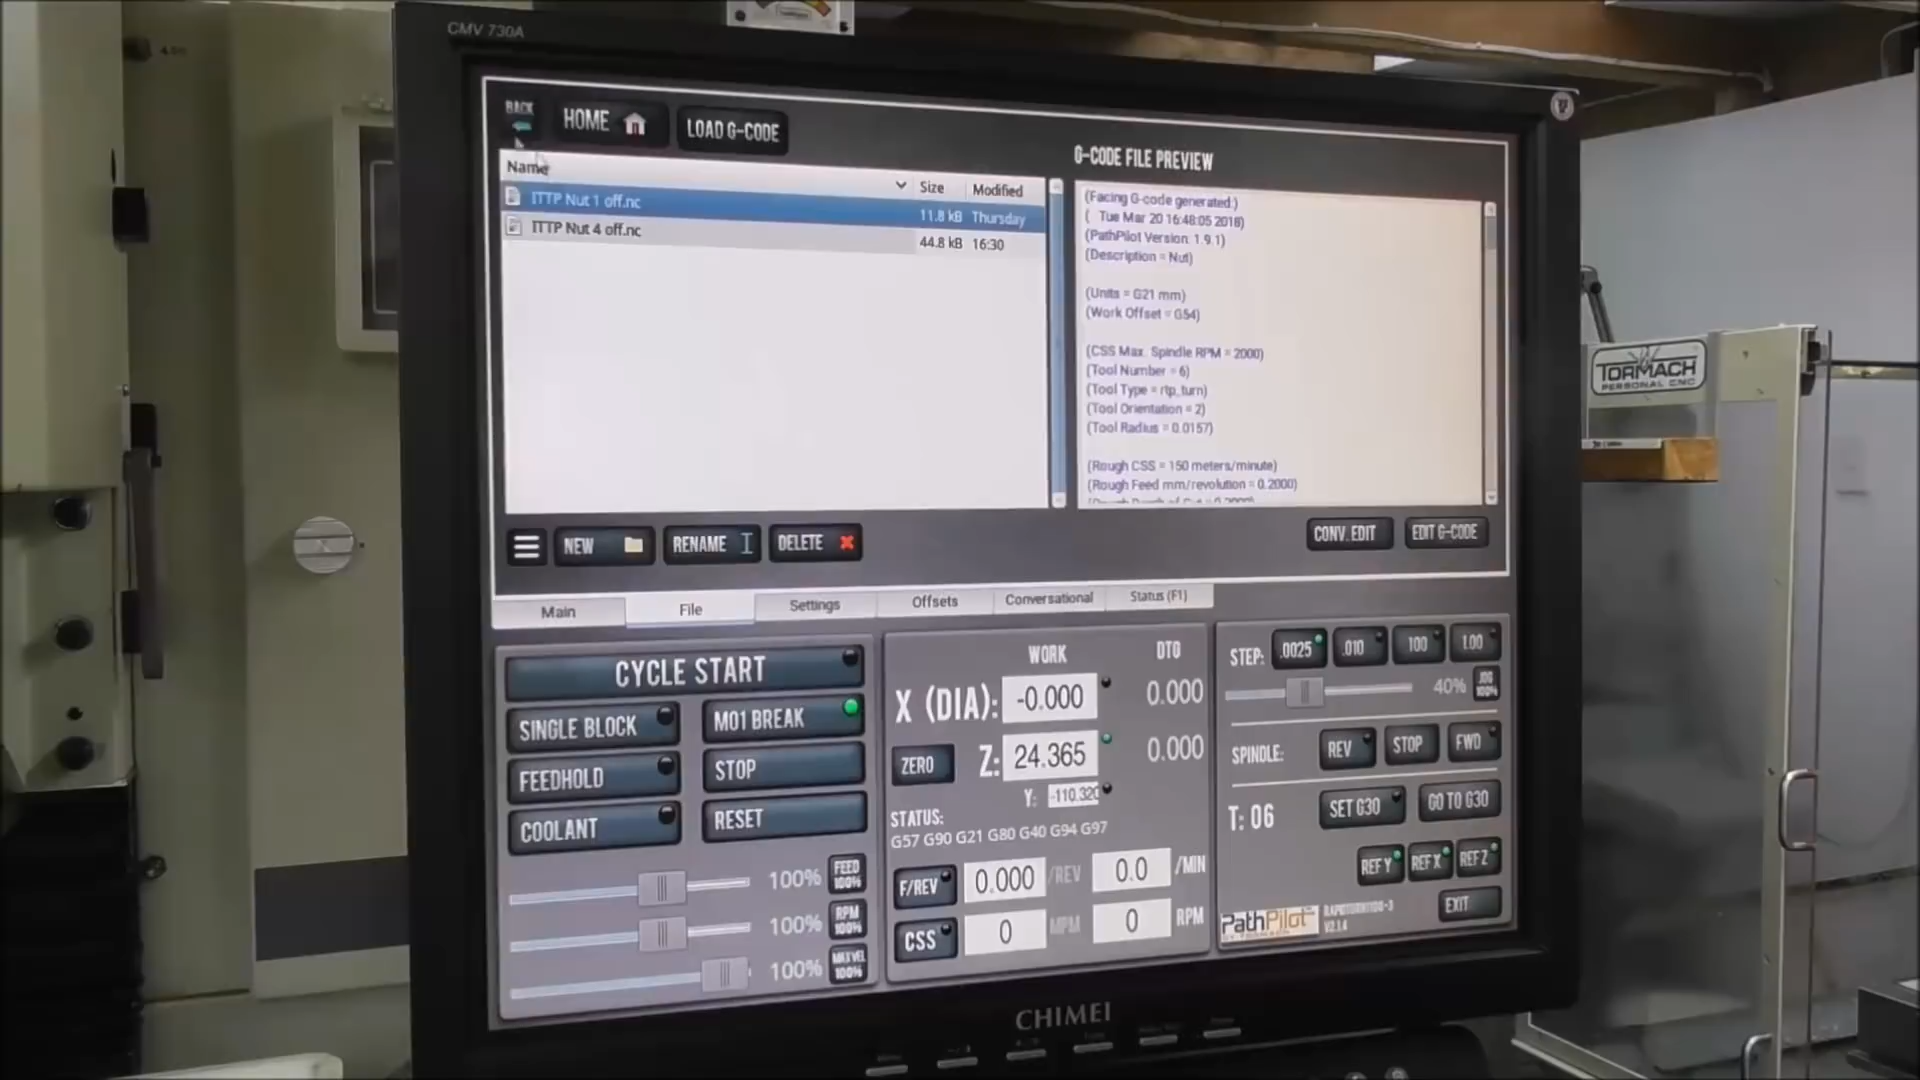 CMV 730A
BACK
HOME
LOAD G-CODE
Name
Size
Modified
ITTP Nut 1 off.nc
11.8 kB Thursday
ITTP Nut 4 off.nc
44.8 kB 16:30
G-CODE FILE PREVIEW
(Facing G-code generated:)
( Tue Mar 20 16:48:05 2018)
(PathPilot Version: 1.9.1)
(Description = Nut)
(Units = G21 mm)
(Work Offset = G54)
(CSS Max. Spindle RPM = 2000)
(Tool Number = 6)
(Tool Type = rtp_turn)
(Tool Orientation = 2)
(Tool Radius = 0.0157)
(Rough CSS = 150 meters/minute)
(Rough Feed mm/revolution = 0.2000)
NEW
RENAME
DELETE
CONV. EDIT
EDIT G-CODE
Main
File
Settings
Offsets
Conversational
Status (F1)
CYCLE START
SINGLE BLOCK
M01 BREAK
FEEDHOLD
STOP
COOLANT
RESET
100%
FEED 100%
100%
RPM 100%
100%
MAXVEL 100%
WORK
DTG
X (DIA): -0.000 0.000
ZERO
Z: 24.365 0.000
Y: -110.320
STATUS:
G57 G90 G21 G80 G40 G94 G97
F/REV 0.000 /REV 0.0 /MIN
CSS 0 MPM 0 RPM
STEP: .0025 .010 .100 1.00
40%
JOG 100%
SPINDLE: REV STOP FWD
T: 06
SET G30
GO TO G30
REF Y
REF X
REF Z
EXIT
PathPilot
V2.1.4
CHIMEI
TORMACH
PERSONAL CNC